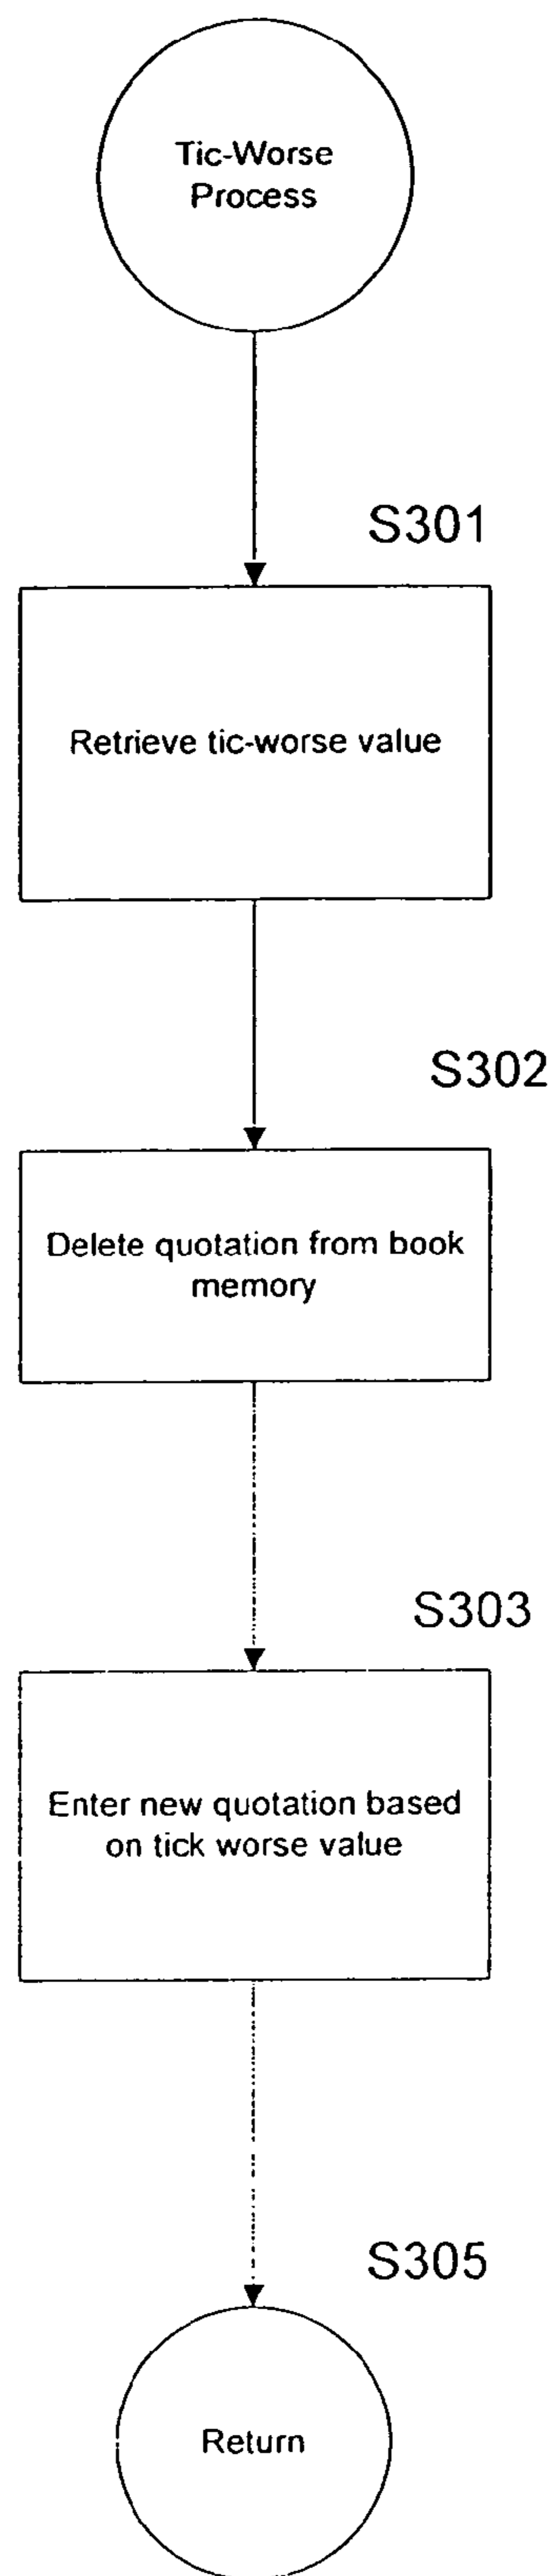 Tic-Worse
Process
S301
Retrieve tic-worse value
S302
Delete quotation from book
memory
S303
Enter new quotation based
on tick worse value
S305
Return